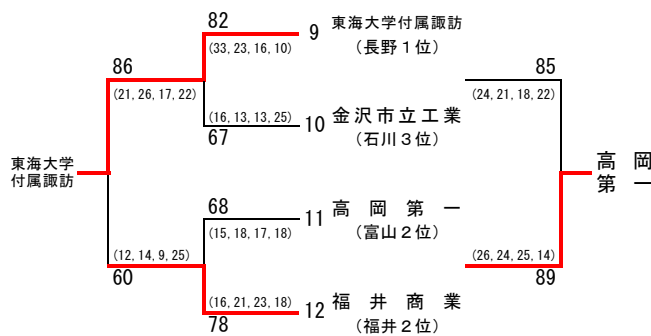 82
9 東海大学付属諏訪
86
(33, 23, 16, 10)
(長野1位)
85
(21, 26, 17, 22)
(16, 13, 13, 25)
10 金沢市立工業
(24, 21, 18, 22)
67
(石川3位)
東海大学
付属諏訪
高岡
第一
68
11 高岡第一
(15, 18, 17, 18)
(富山2位)
(12, 14, 9, 25)
(26, 24, 25, 14)
60
(16, 21, 23, 18)
12 福井商業
89
78
(福井2位)